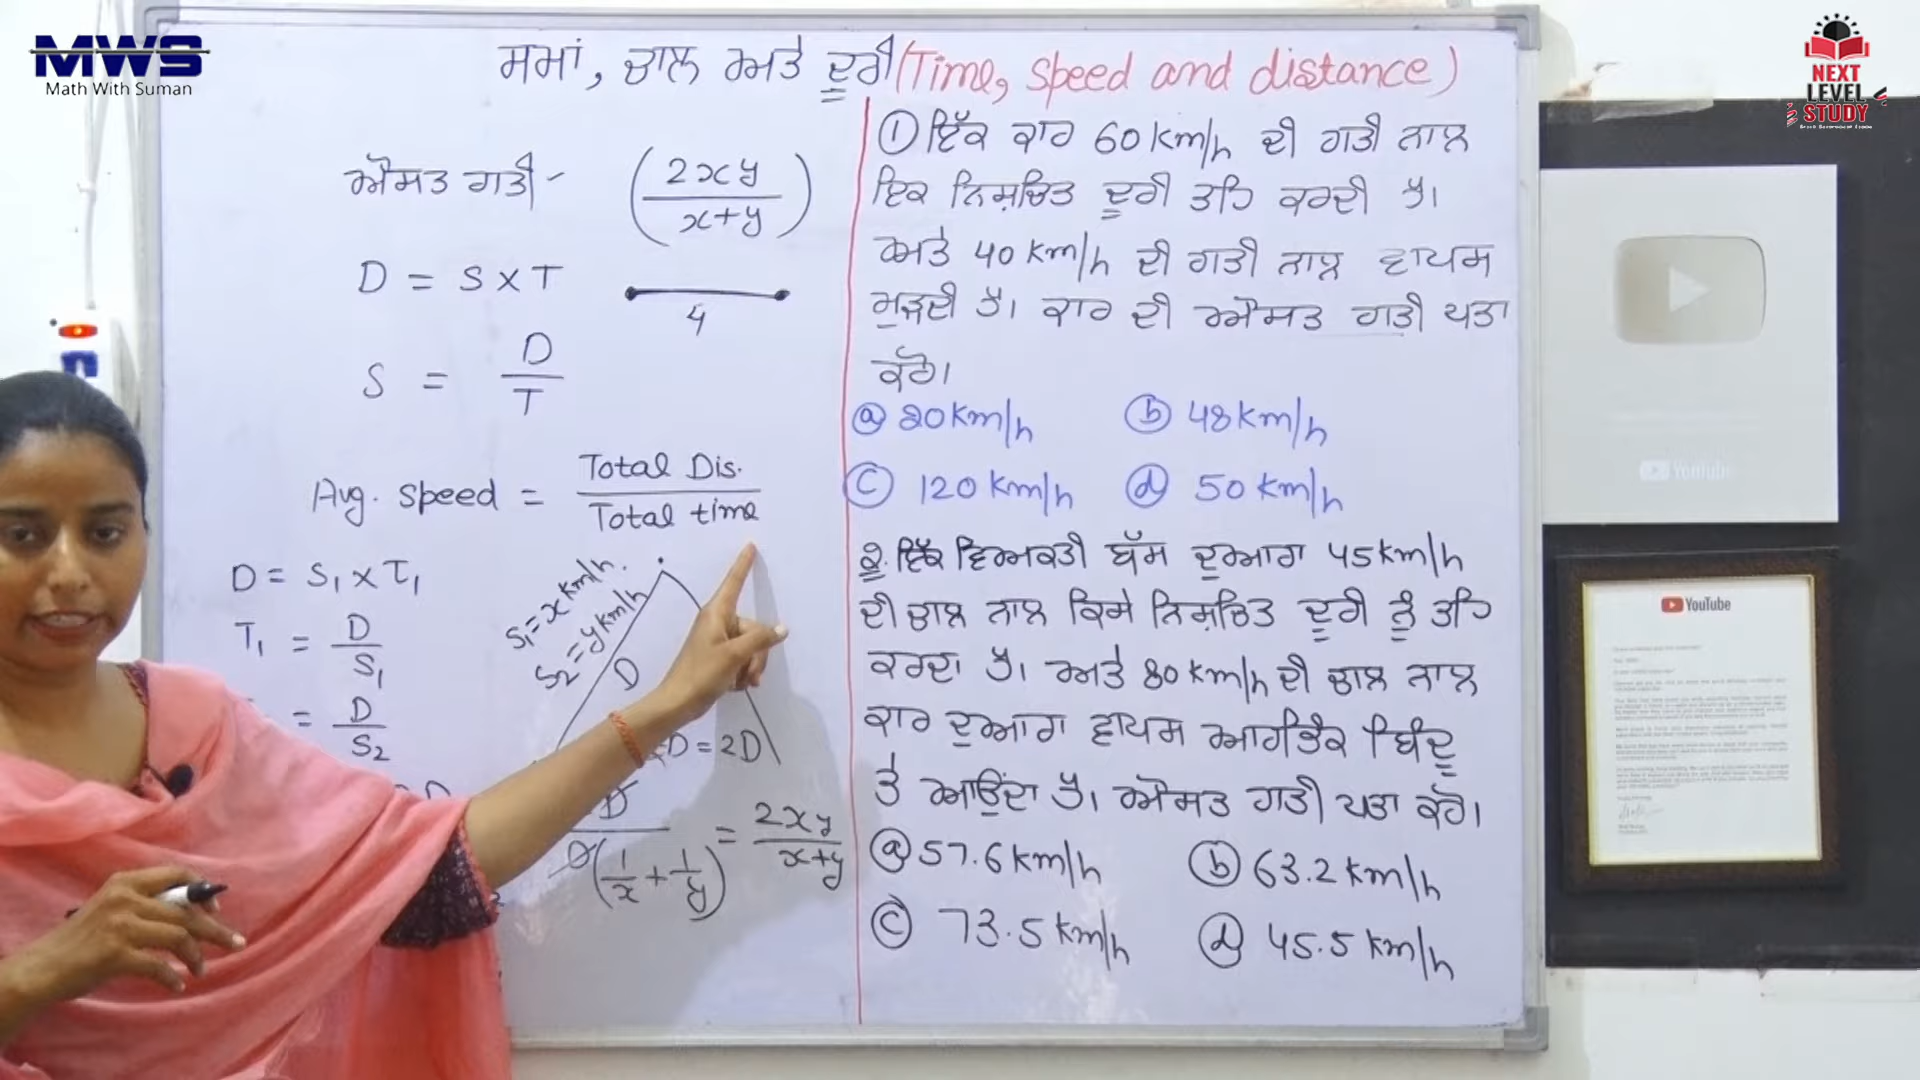 MWS
Math With Suman
NEXT
LEVEL
STUDY
ਸਮਾਂ, ਚਾਲ ਅਤੇ ਦੂਰੀ (Time, speed and distance)
ਔਸਤ ਗਤੀ - (2xy / x+y)
D = S x T
4
S = D / T
Avg. speed = Total Dis. / Total time
D = S₁ x T₁
T₁ = D / S₁
= D / S₂
S₁ = x km/h.
S₂ = y km/h
D
D = 2D
(1/x + 1/y) = 2xy / x+y
① ਇੱਕ ਕਾਰ 60 km/h ਦੀ ਗਤੀ ਨਾਲ
ਇਕ ਨਿਸ਼ਚਿਤ ਦੂਰੀ ਤਹਿ ਕਰਦੀ ਹੈ।
ਅਤੇ 40 km/h ਦੀ ਗਤੀ ਨਾਲ ਵਾਪਸ
ਮੁੜਦੀ ਹੈ। ਕਾਰ ਦੀ ਔਸਤ ਗਤੀ ਪਤਾ
ਕਰੋ।
ⓐ 20 km/h ⓑ 48 km/h
ⓒ 120 km/h ⓓ 50 km/h
2. ਇੱਕ ਵਿਅਕਤੀ ਬੱਸ ਦੁਆਰਾ 45 km/h
ਦੀ ਚਾਲ ਨਾਲ ਕਿਸੇ ਨਿਸ਼ਚਿਤ ਦੂਰੀ ਨੂੰ ਤਹਿ
ਕਰਦਾ ਹੈ। ਅਤੇ 80 km/h ਦੀ ਚਾਲ ਨਾਲ
ਕਾਰ ਦੁਆਰਾ ਵਾਪਸ ਆਰੰਭਿਕ ਬਿੰਦੂ
ਤੇ ਆਉਂਦਾ ਹੈ। ਔਸਤ ਗਤੀ ਪਤਾ ਕਰੋ।
ⓐ 57.6 km/h ⓑ 63.2 km/h
ⓒ 73.5 km/h ⓓ 45.5 km/h
YouTube
YouTube